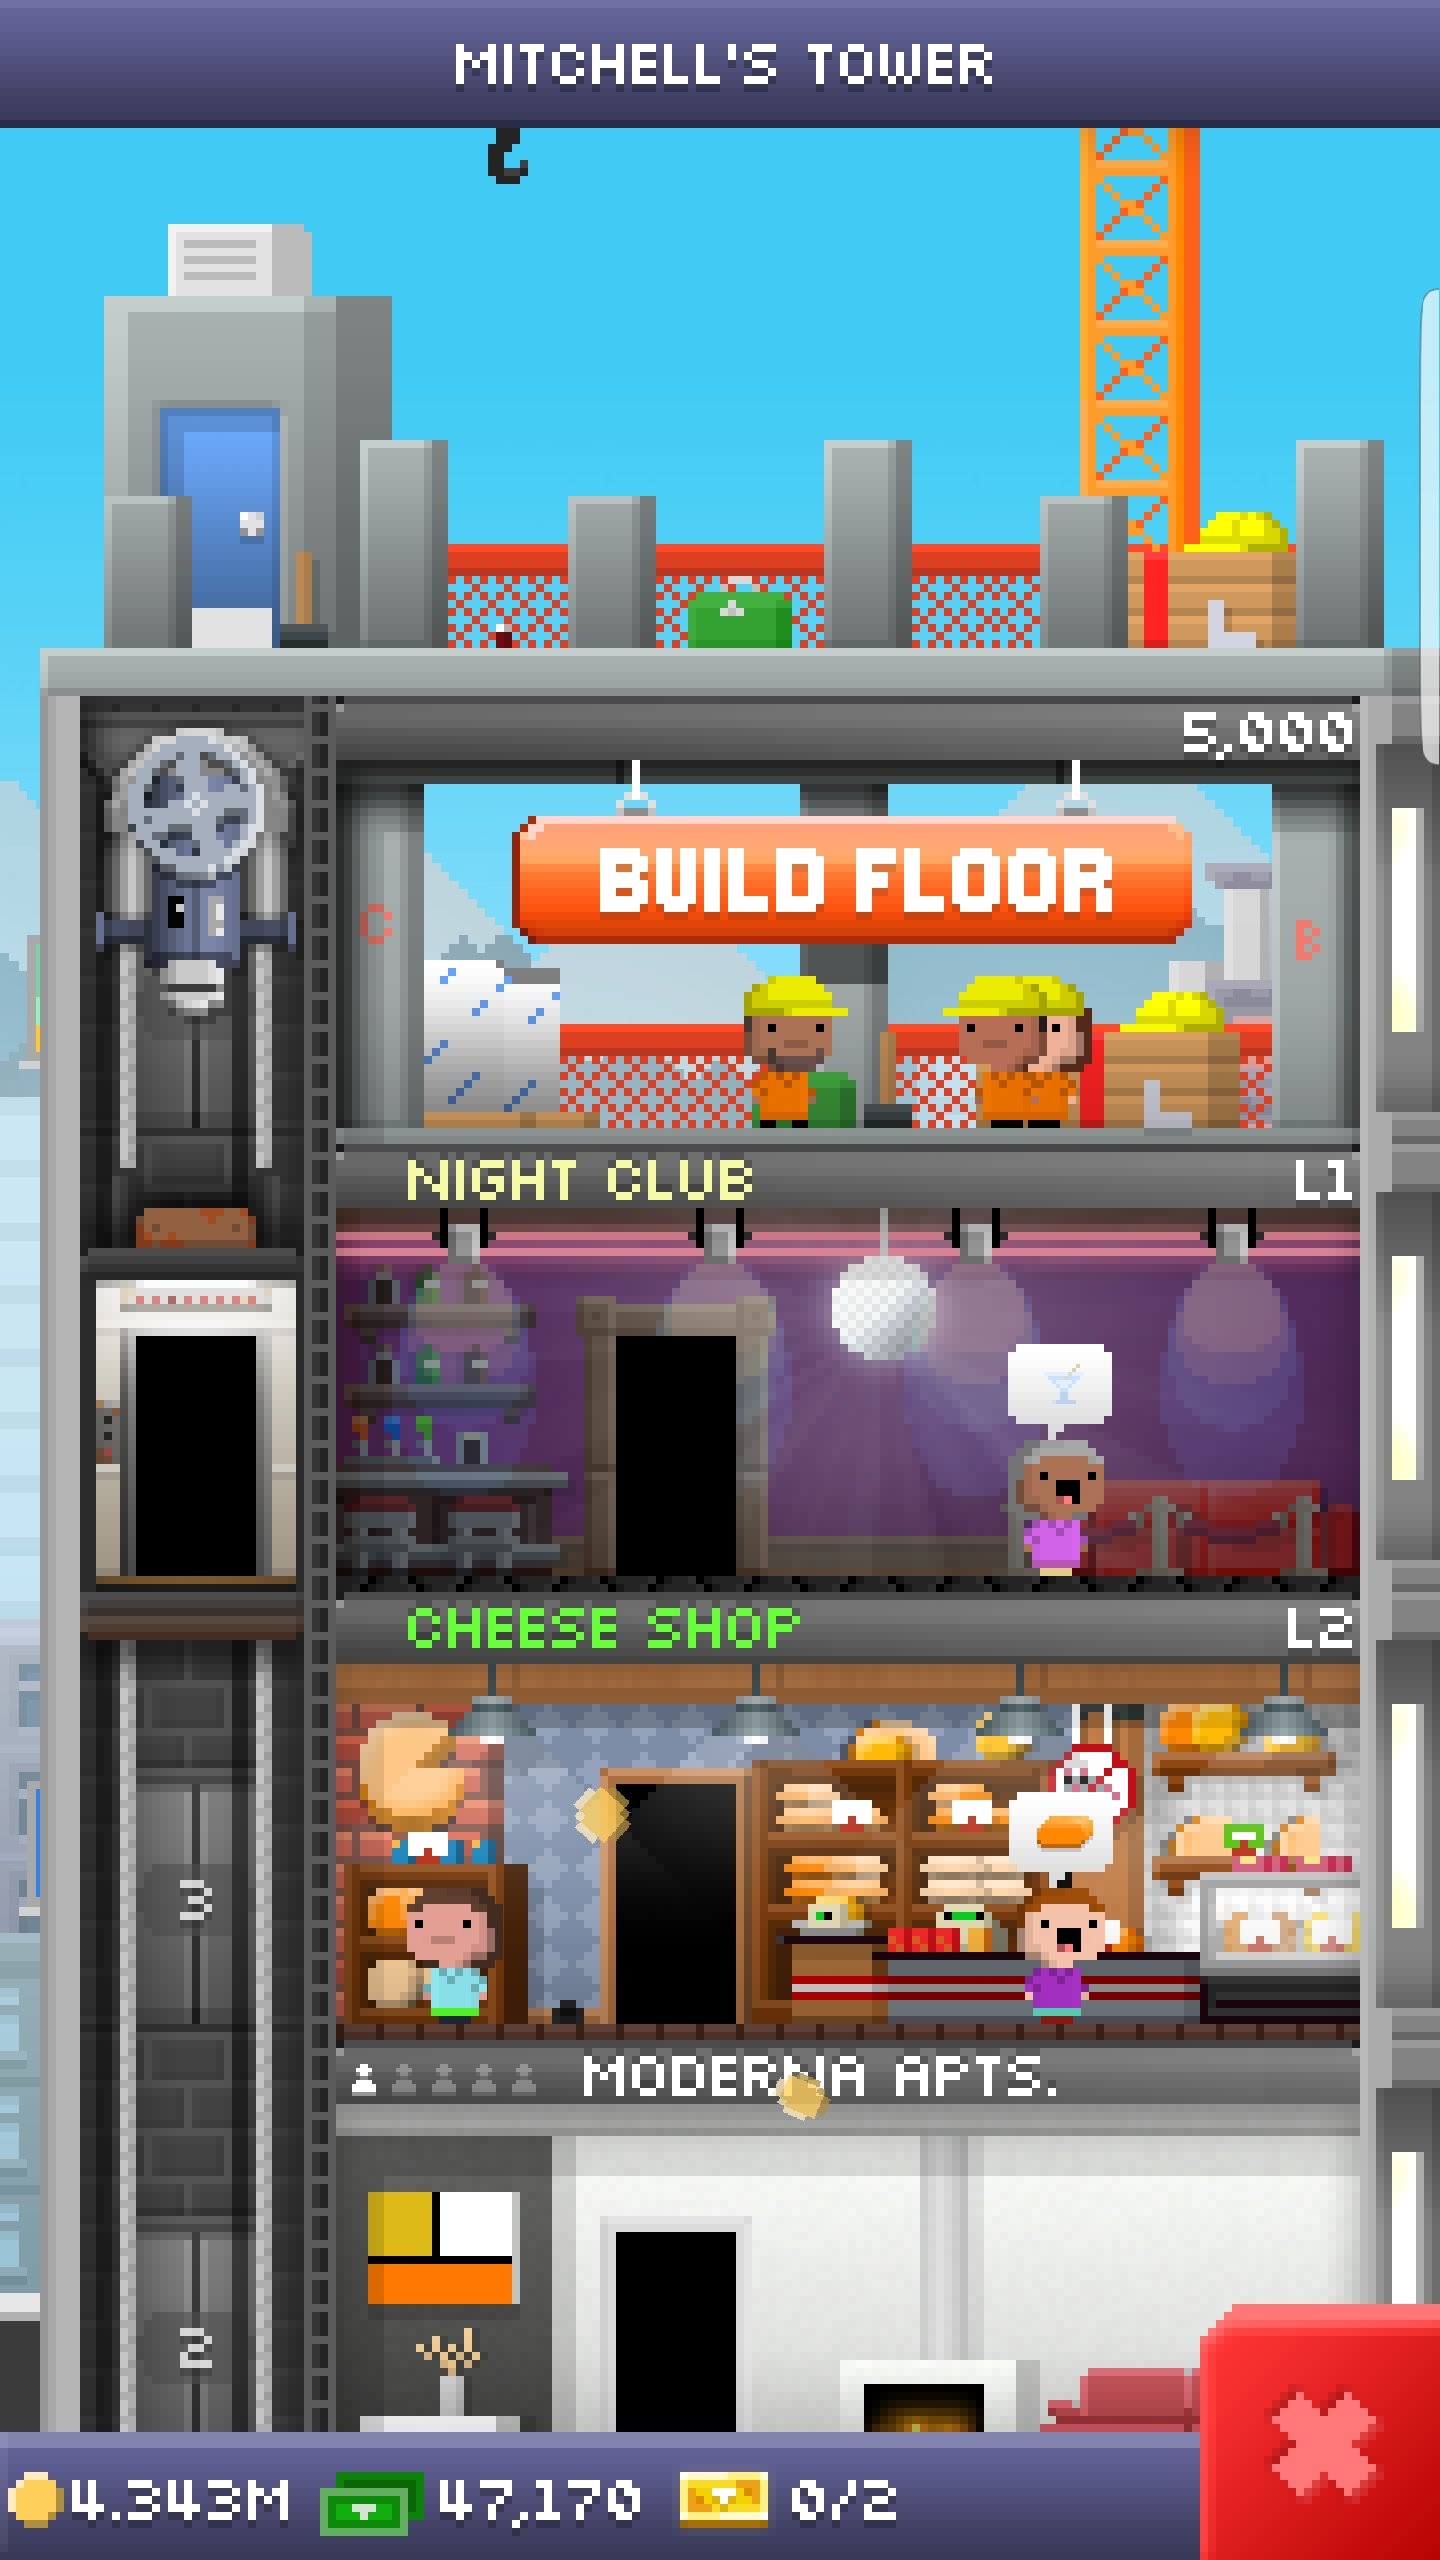 MITCHELL'S TOWER
5,000
BUILD FLOOR
C
B
NIGHT CLUB L1
CHEESE SHOP L2
3
MODERNA APTS.
2
4.343M 47,170 0/2